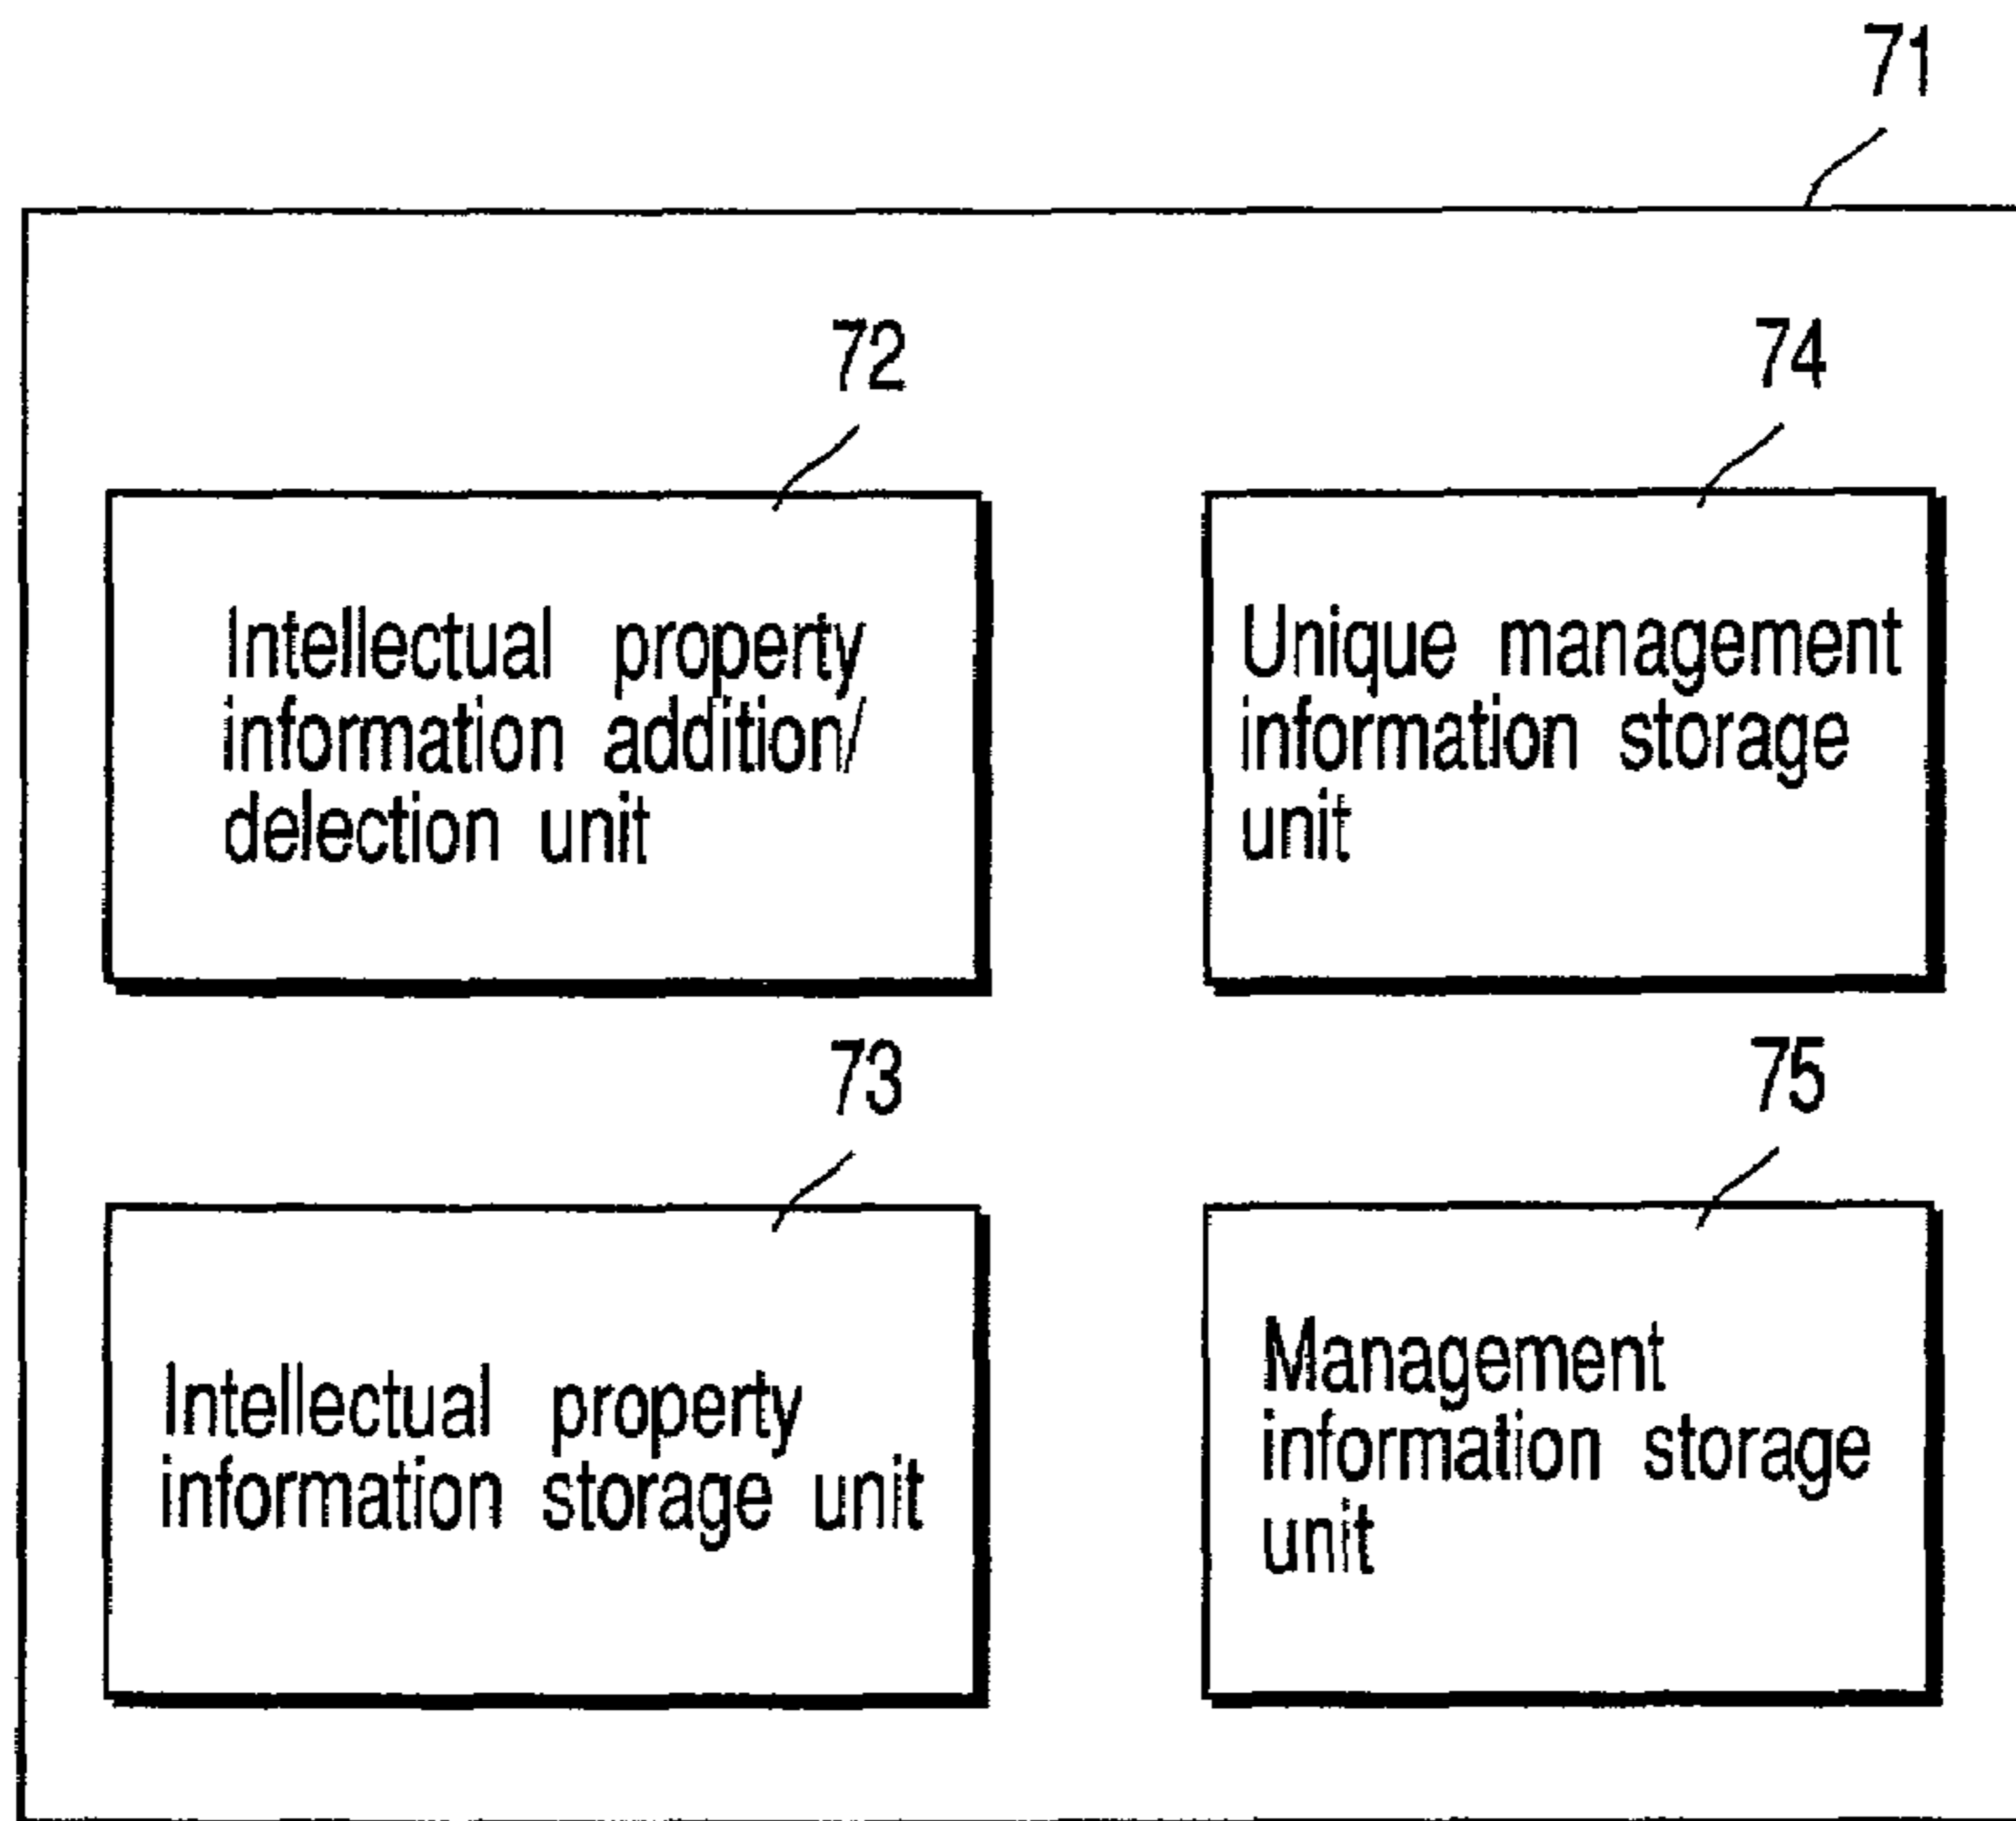 71
72
Intellectual property
information addition/
delection unit
74
Unique management
information storage
unit
73
Intellectual property
information storage unit
75
Management
information storage
unit